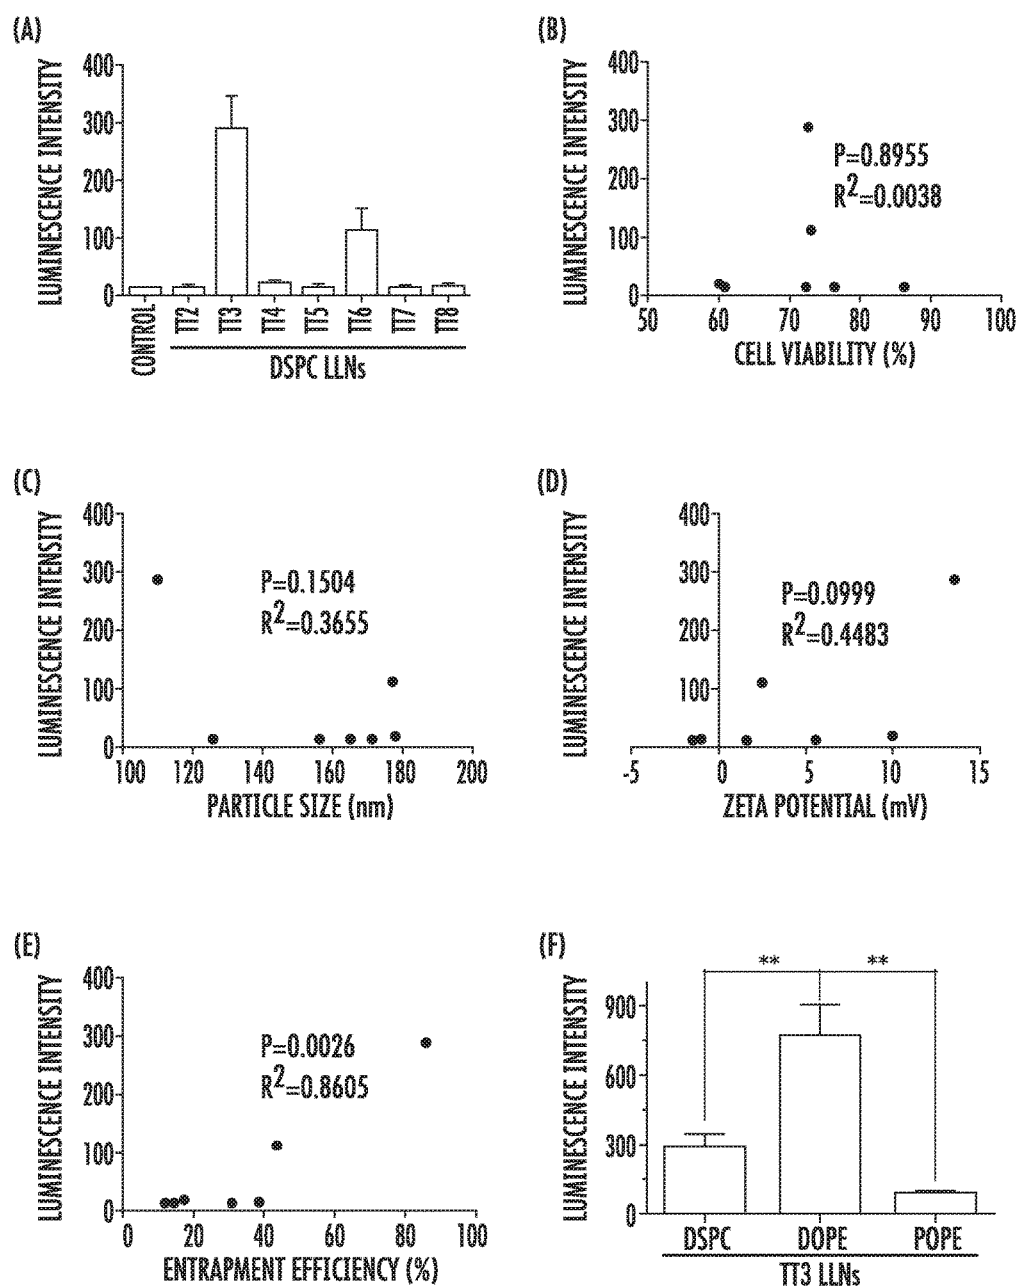 (A)
LUMINESCENCE INTENSITY
400
300
200
100
0
CONTROL
TT2
TT3
TT4
TT5
TT6
TT7
TT8
DSPC LLNs
(B)
LUMINESCENCE INTENSITY
400
300
200
100
0
P=0.8955
R²=0.0038
50 60 70 80 90 100
CELL VIABILITY (%)
(C)
LUMINESCENCE INTENSITY
400
300
200
100
0
P=0.1504
R²=0.3655
100 120 140 160 180 200
PARTICLE SIZE (nm)
(D)
LUMINESCENCE INTENSITY
400
300
200
100
P=0.0999
R²=0.4483
-5 0 5 10 15
ZETA POTENTIAL (mV)
(E)
LUMINESCENCE INTENSITY
400
300
200
100
0
P=0.0026
R²=0.8605
0 20 40 60 80 100
ENTRAPMENT EFFICIENCY (%)
(F)
LUMINESCENCE INTENSITY
900
600
300
0
** **
DSPC DOPE POPE
TT3 LLNs